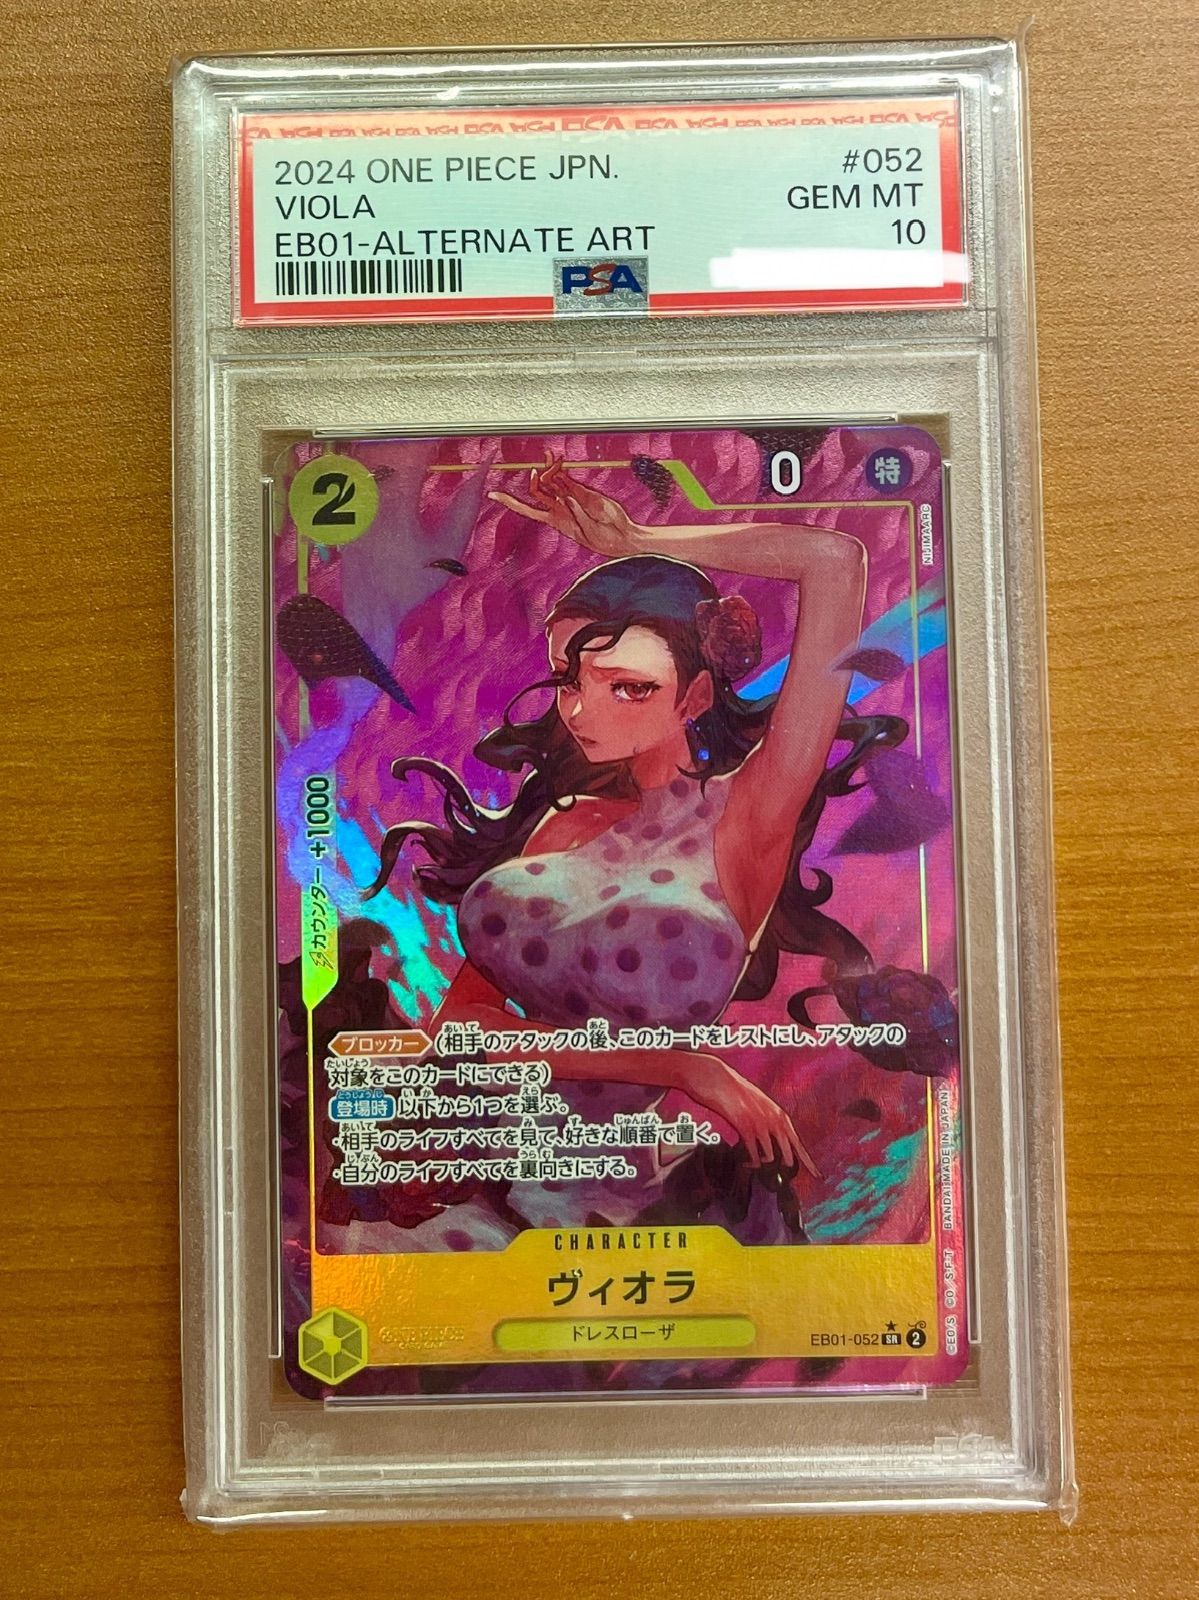 2024 ONE PIECE JPN.
#052
VIOLA
GEM MT
EB01-ALTERNATE ART
10
PSA
2
0
特
NIJIMAARC
カウンター +1000
ブロッカー (相手のアタックの後、このカードをレストにし、アタックの
対象をこのカードにできる)
登場時 以下から1つを選ぶ。
・相手のライフすべてを見て、好きな順番で置く。
・自分のライフすべてを裏向きにする。
CHARACTER
ヴィオラ
ドレスローザ
EB01-052 SR 2
©EO/S ©O/S・F・T BANDAI MADE IN JAPAN